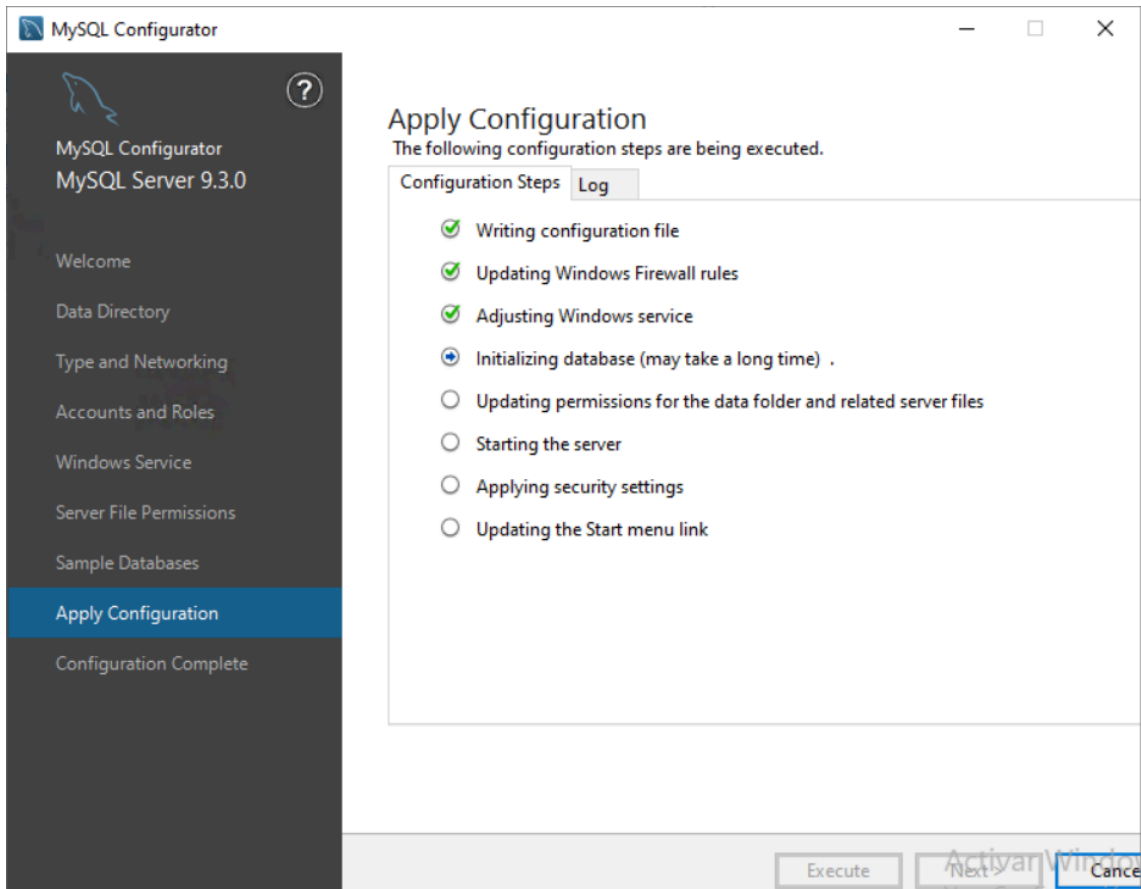 MySQL Configurator
?
MySQL Configurator
MySQL Server 9.3.0
Welcome
Data Directory
Type and Networking
Accounts and Roles
Windows Service
Server File Permissions
Sample Databases
Apply Configuration
Configuration Complete
Apply Configuration
The following configuration steps are being executed.
Configuration Steps
Log
Writing configuration file
Updating Windows Firewall rules
Adjusting Windows service
Initializing database (may take a long time) .
Updating permissions for the data folder and related server files
Starting the server
Applying security settings
Updating the Start menu link
Execute
Next >
Cance
Activar Windo